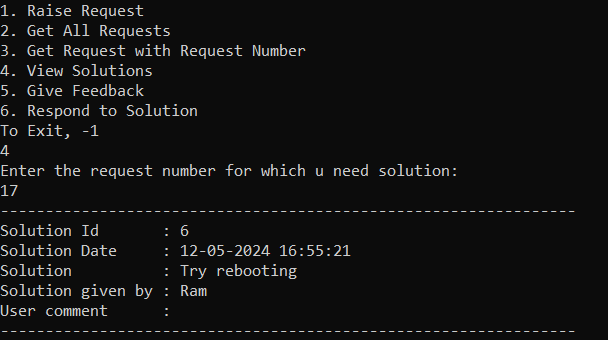 1. Raise Request
2. Get All Requests
3. Get Request with Request Number
4. View Solutions
5. Give Feedback
6. Respond to Solution
To Exit, -1
4
Enter the request number for which u need solution:
17
----------------------------------------------------------------
Solution Id       : 6
Solution Date     : 12-05-2024 16:55:21
Solution          : Try rebooting
Solution given by : Ram
User comment      :
----------------------------------------------------------------